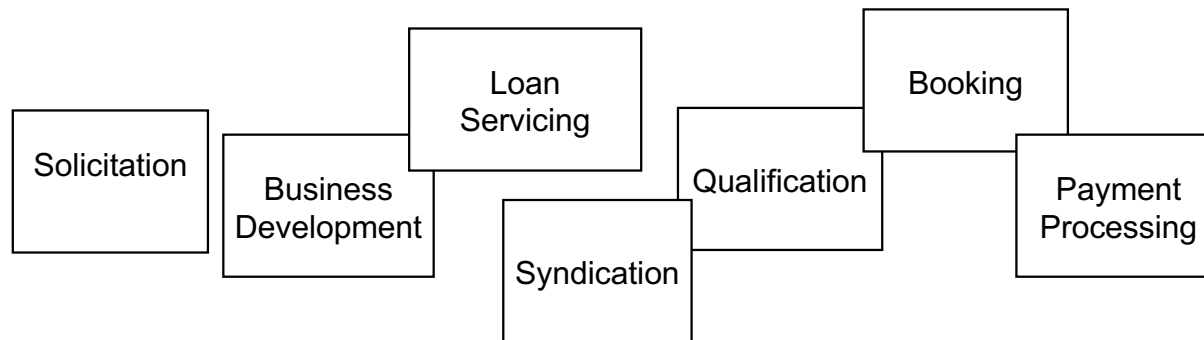 Solicitation
Business
Development
Loan
Servicing
Syndication
Qualification
Booking
Payment
Processing